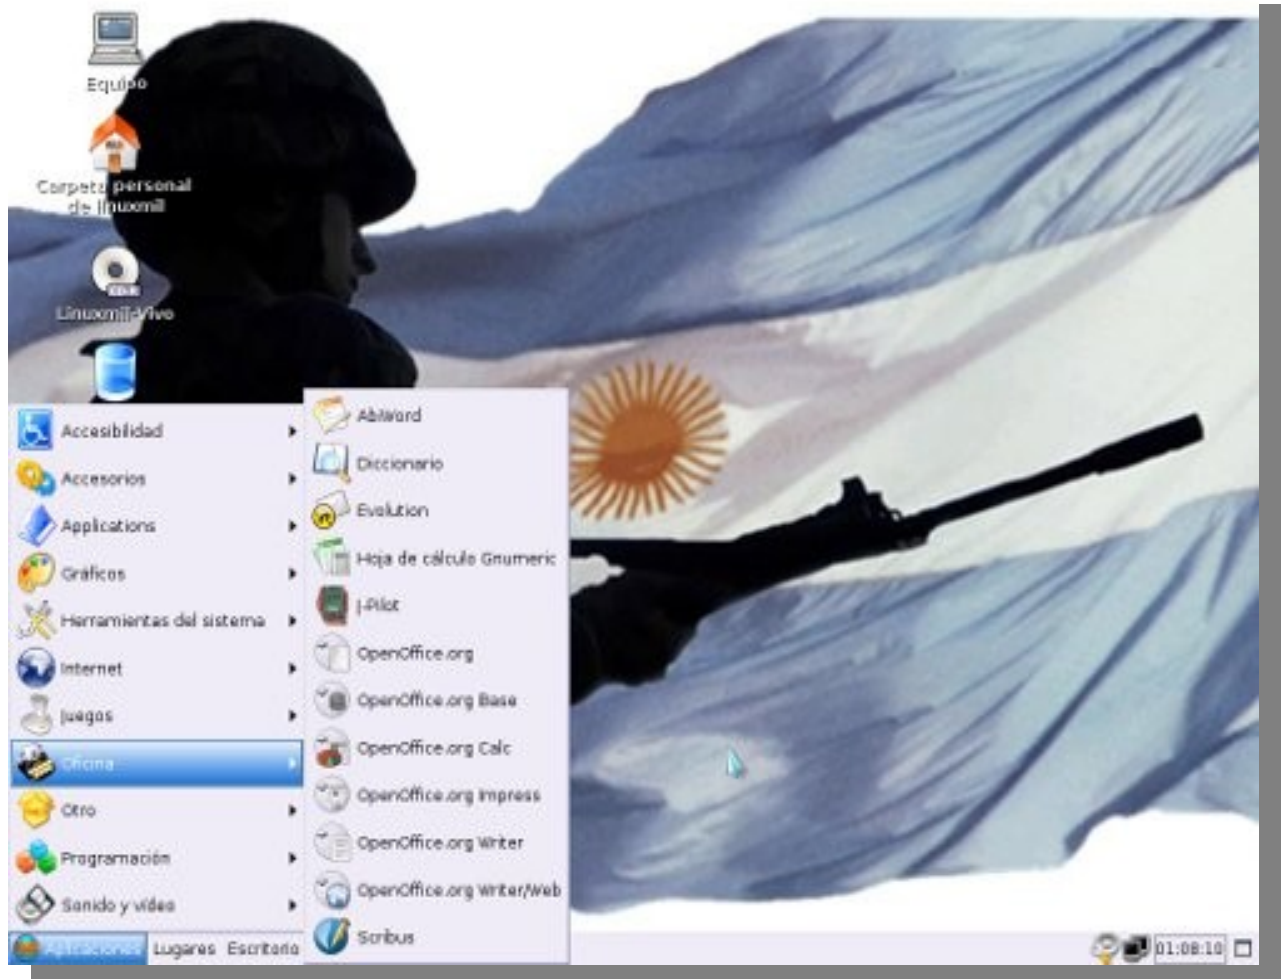 Equipo
Carpeta personal
de linuxmil
CD-R
Linuxmil-Vivo
Accesibilidad
Accesorios
Applications
Gráficos
Herramientas del sistema
Internet
Juegos
Oficina
Otro
Programación
Sonido y vídeo
AbiWord
Diccionario
Evolution
Hoja de cálculo Gnumeric
J-Pilot
OpenOffice.org
OpenOffice.org Base
OpenOffice.org Calc
OpenOffice.org Impress
OpenOffice.org Writer
OpenOffice.org Writer/Web
Scribus
Aplicaciones Lugares Escritorio 01:08:10